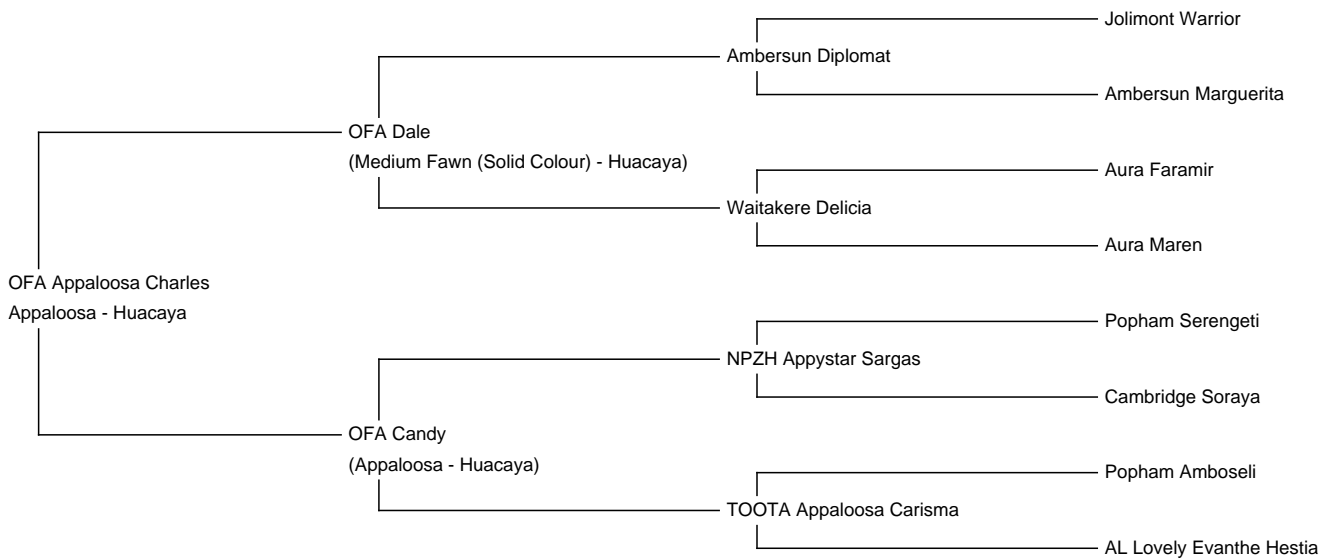 Jolimont Warrior
Ambersun Diplomat
Ambersun Marguerita
OFA Dale
(Medium Fawn (Solid Colour) - Huacaya)
Aura Faramir
Waitakere Delicia
Aura Maren
OFA Appaloosa Charles
Appaloosa - Huacaya
Popham Serengeti
NPZH Appystar Sargas
Cambridge Soraya
OFA Candy
(Appaloosa - Huacaya)
Popham Amboseli
TOOTA Appaloosa Carisma
AL Lovely Evanthe Hestia